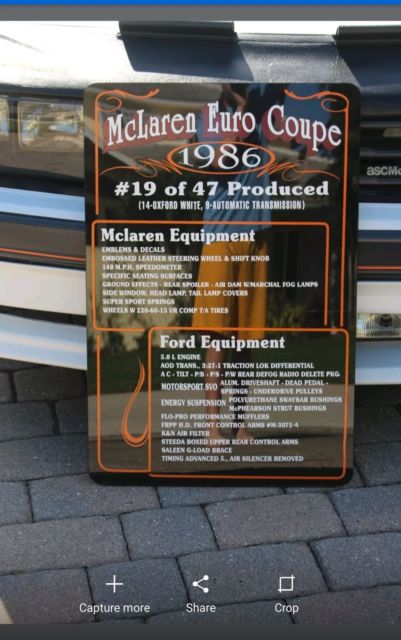 McLaren Euro Coupe
1986
#19 of 47 Produced
(14-OXFORD WHITE, 9-AUTOMATIC TRANSMISSION)
Mclaren Equipment
EMBLEMS & DECALS
EMBOSSED LEATHER STEERING WHEEL & SHIFT KNOB
140 M.P.H. SPEEDOMETER
SPECIFIC SEATING SURFACES
GROUND EFFECTS - REAR SPOILER - AIR DAM W/MARCHAL FOG LAMPS
SIDE WINDOW, HEAD LAMP, TAIL LAMP COVERS
SUPER SPORT SPRINGS
WHEELS W 226-60-15 VR COMP T/A TIRES
Ford Equipment
5.0 L ENGINE
AOD TRANS., 3:27-1 TRACTION LOK DIFFERENTIAL
A C - TILT - P/B - P/S - P/W REAR DEFOG RADIO DELETE PKG.
MOTORSPORT SVO ALUM. DRIVESHAFT - DEAD PEDAL -
SPRINGS - UNDERDRIVE PULLEYS
ENERGY SUSPENSION POLYURETHANE SWAYBAR BUSHINGS
McPHEARSON STRUT BUSHINGS
FLO-PRO PERFORMANCE MUFFLERS
FRPP H.D. FRONT CONTROL ARMS #M-3075-A
K&N AIR FILTER
STEEDA BOXED UPPER REAR CONTROL ARMS
SALEEN G-LOAD BRACE
TIMING ADVANCED 5., AIR SILENCER REMOVED
Capture more
Share
Crop